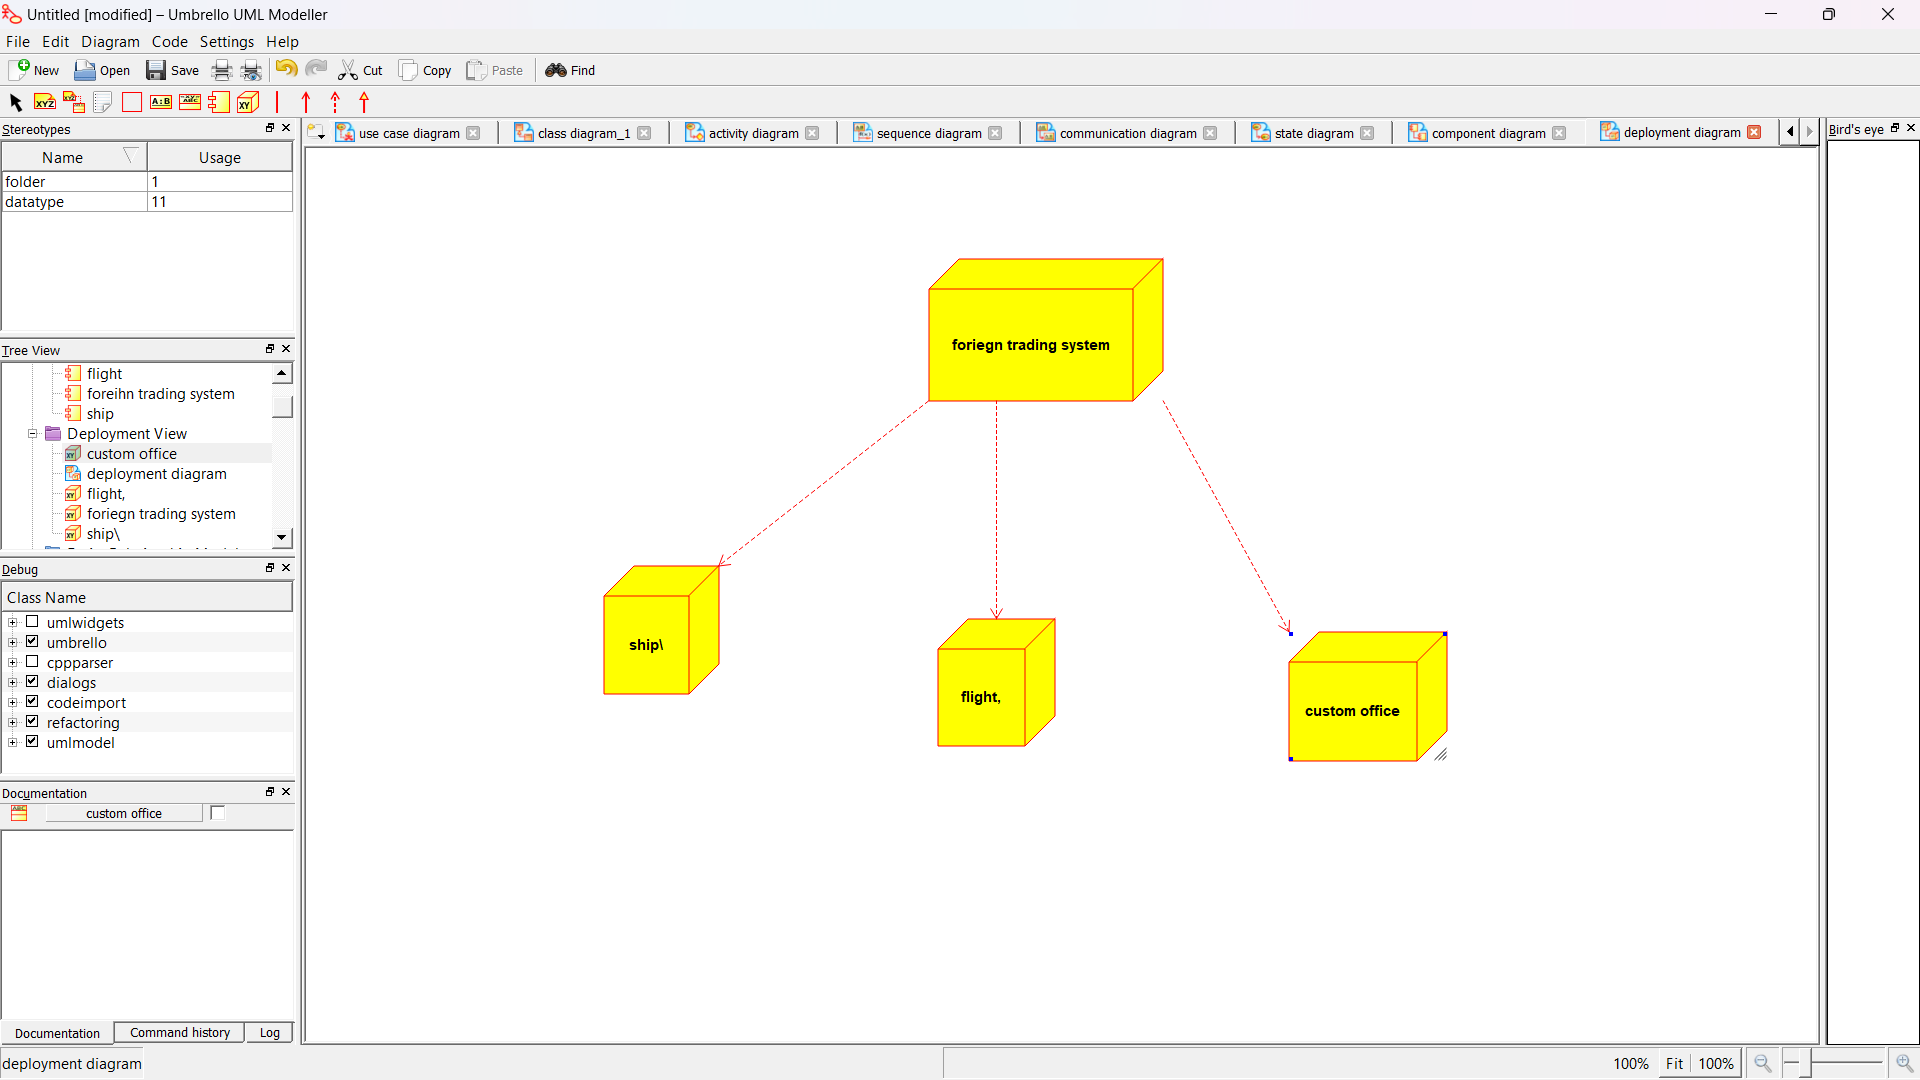 Untitled [modified] – Umbrello UML Modeller
File Edit Diagram Code Settings Help
New Open Save Cut Copy Paste Find
XYZ XYZ A:B ABC XY
Stereotypes
Name Usage
folder 1
datatype 11
Tree View
flight
foreihn trading system
ship
Deployment View
custom office
deployment diagram
flight,
foriegn trading system
ship\
Debug
Class Name
umlwidgets
umbrello
cppparser
dialogs
codeimport
refactoring
umlmodel
Documentation
custom office
Documentation Command history Log
use case diagram class diagram_1 activity diagram sequence diagram communication diagram state diagram component diagram deployment diagram
Bird's eye
foriegn trading system
ship\
flight,
custom office
deployment diagram
100% Fit 100%